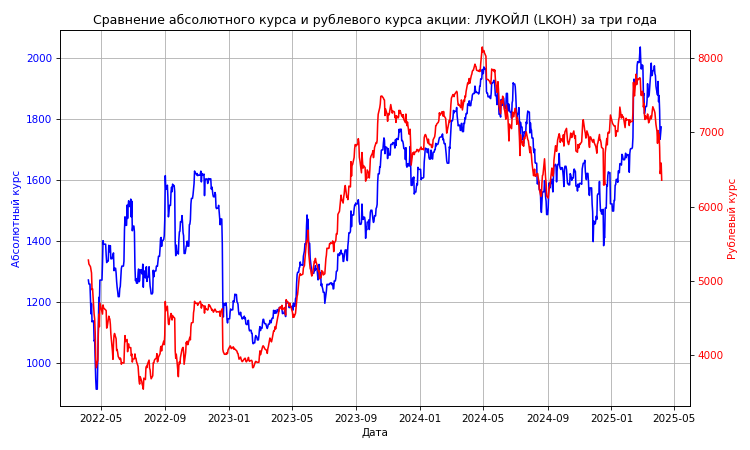 Сравнение абсолютного курса и рублевого курса акции: ЛУКОЙЛ (LKOH) за три года
2000
1800
1600
1400
1200
1000
Абсолютный курс
8000
7000
6000
5000
4000
Рублевый курс
2022-05 2022-09 2023-01 2023-05 2023-09 2024-01 2024-05 2024-09 2025-01 2025-05
Дата